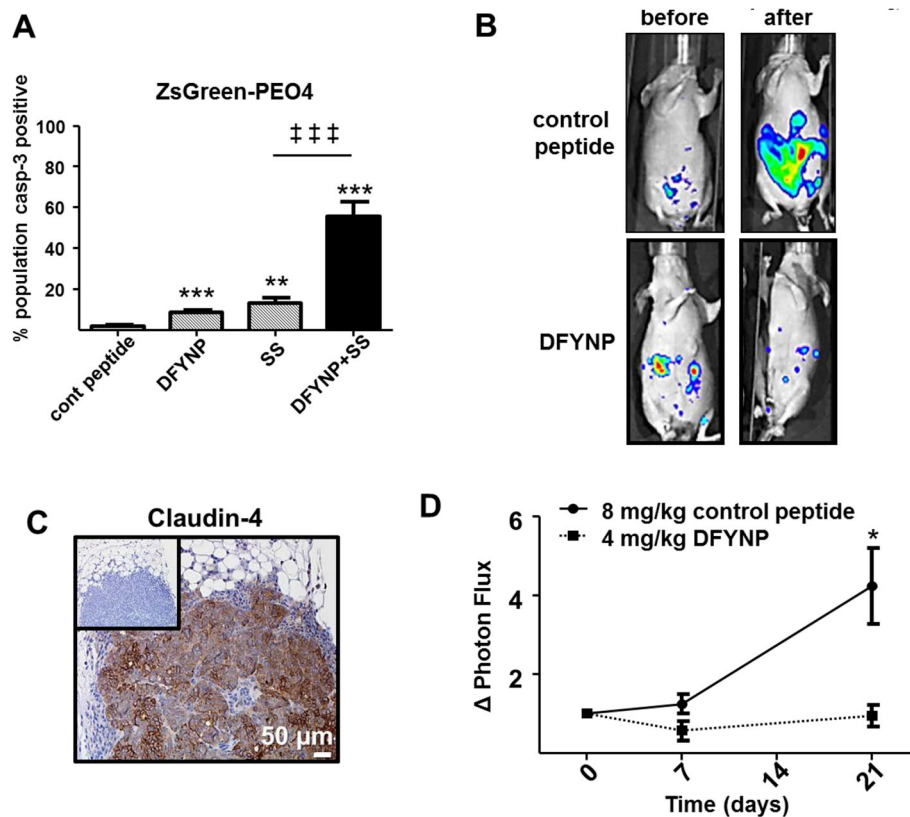 A
ZsGreen-PEO4
% population casp-3 positive
100
80
60
40
20
‡ ‡ ‡
***
**
***
cont peptide
DFYNP
SS
DFYNP+SS
B
before
after
control
peptide
DFYNP
C
Claudin-4
50 µm
D
8 mg/kg control peptide
4 mg/kg DFYNP
Δ Photon Flux
6
4
2
*
0
7
14
21
Time (days)